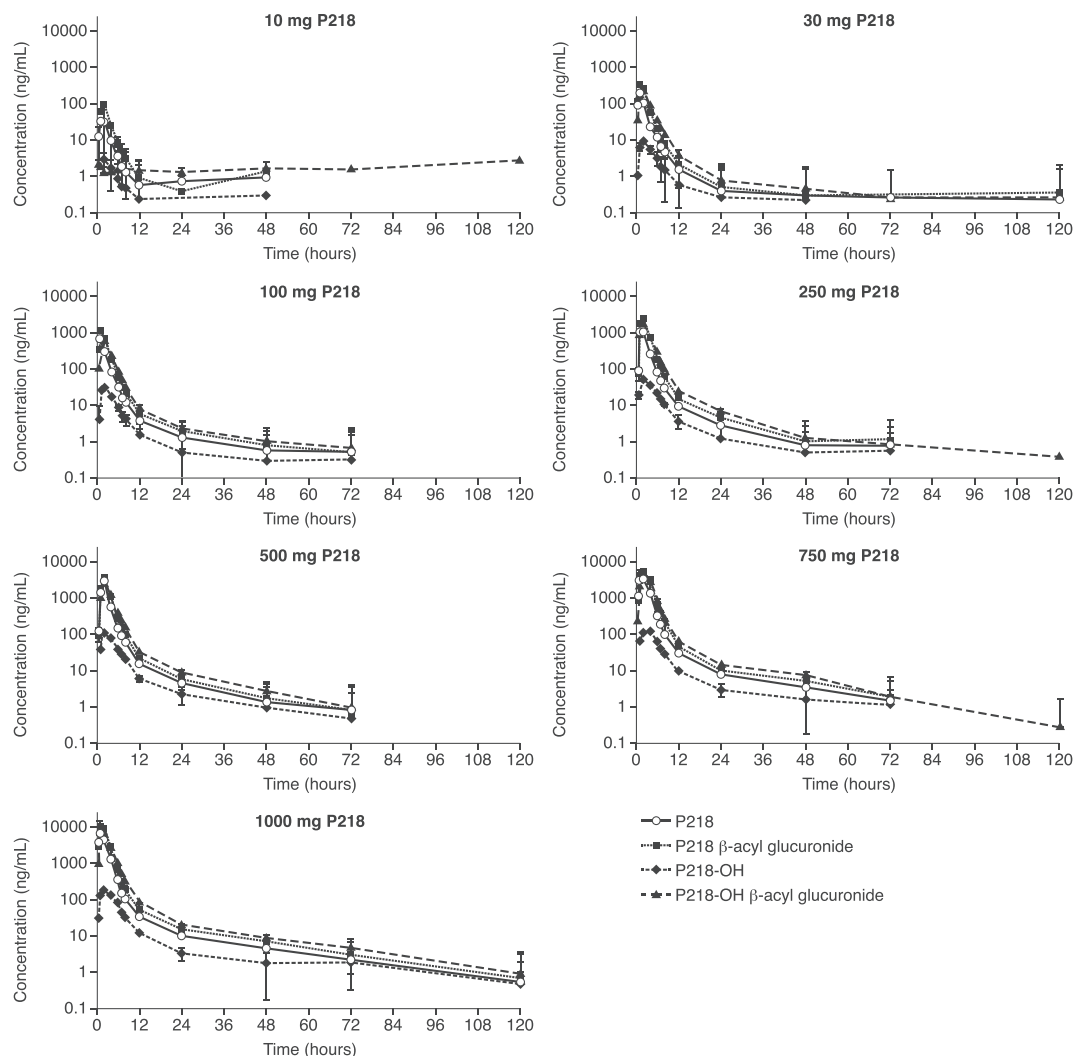 10 mg P218
Concentration (ng/mL)
10000
1000
100
10
1
0.1
0 12 24 36 48 60 72 84 96 108 120
Time (hours)
30 mg P218
Concentration (ng/mL)
10000
1000
100
10
1
0.1
0 12 24 36 48 60 72 84 96 108 120
Time (hours)
100 mg P218
Concentration (ng/mL)
10000
1000
100
10
1
0.1
0 12 24 36 48 60 72 84 96 108 120
Time (hours)
250 mg P218
Concentration (ng/mL)
10000
1000
100
10
1
0.1
0 12 24 36 48 60 72 84 96 108 120
Time (hours)
500 mg P218
Concentration (ng/mL)
10000
1000
100
10
1
0.1
0 12 24 36 48 60 72 84 96 108 120
Time (hours)
750 mg P218
Concentration (ng/mL)
10000
1000
100
10
1
0.1
0 12 24 36 48 60 72 84 96 108 120
Time (hours)
1000 mg P218
Concentration (ng/mL)
10000
1000
100
10
1
0.1
0 12 24 36 48 60 72 84 96 108 120
Time (hours)
P218
P218 β-acyl glucuronide
P218-OH
P218-OH β-acyl glucuronide